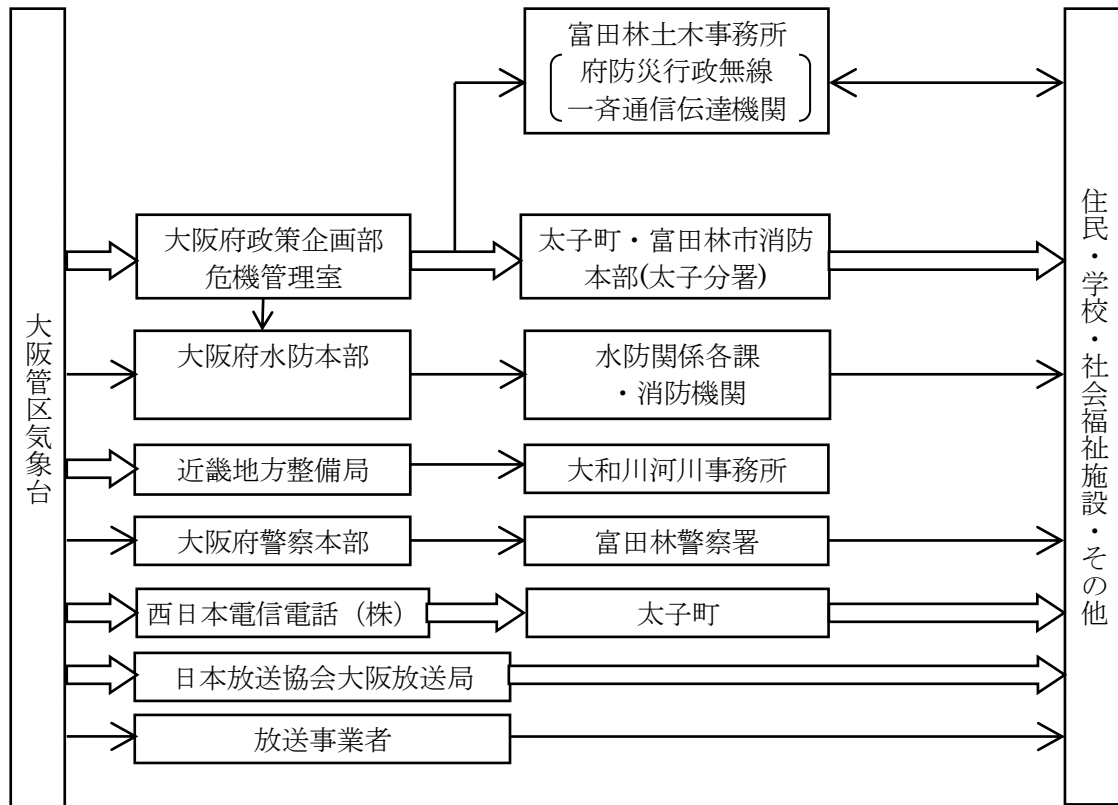 大阪管区気象台
富田林土木事務所
府防災行政無線
一斉通信伝達機関
大阪府政策企画部
危機管理室
太子町・富田林市消防
本部(太子分署)
大阪府水防本部
水防関係各課
・消防機関
近畿地方整備局
大和川河川事務所
大阪府警察本部
富田林警察署
西日本電信電話（株）
太子町
日本放送協会大阪放送局
放送事業者
住民・学校・社会福祉施設・その他